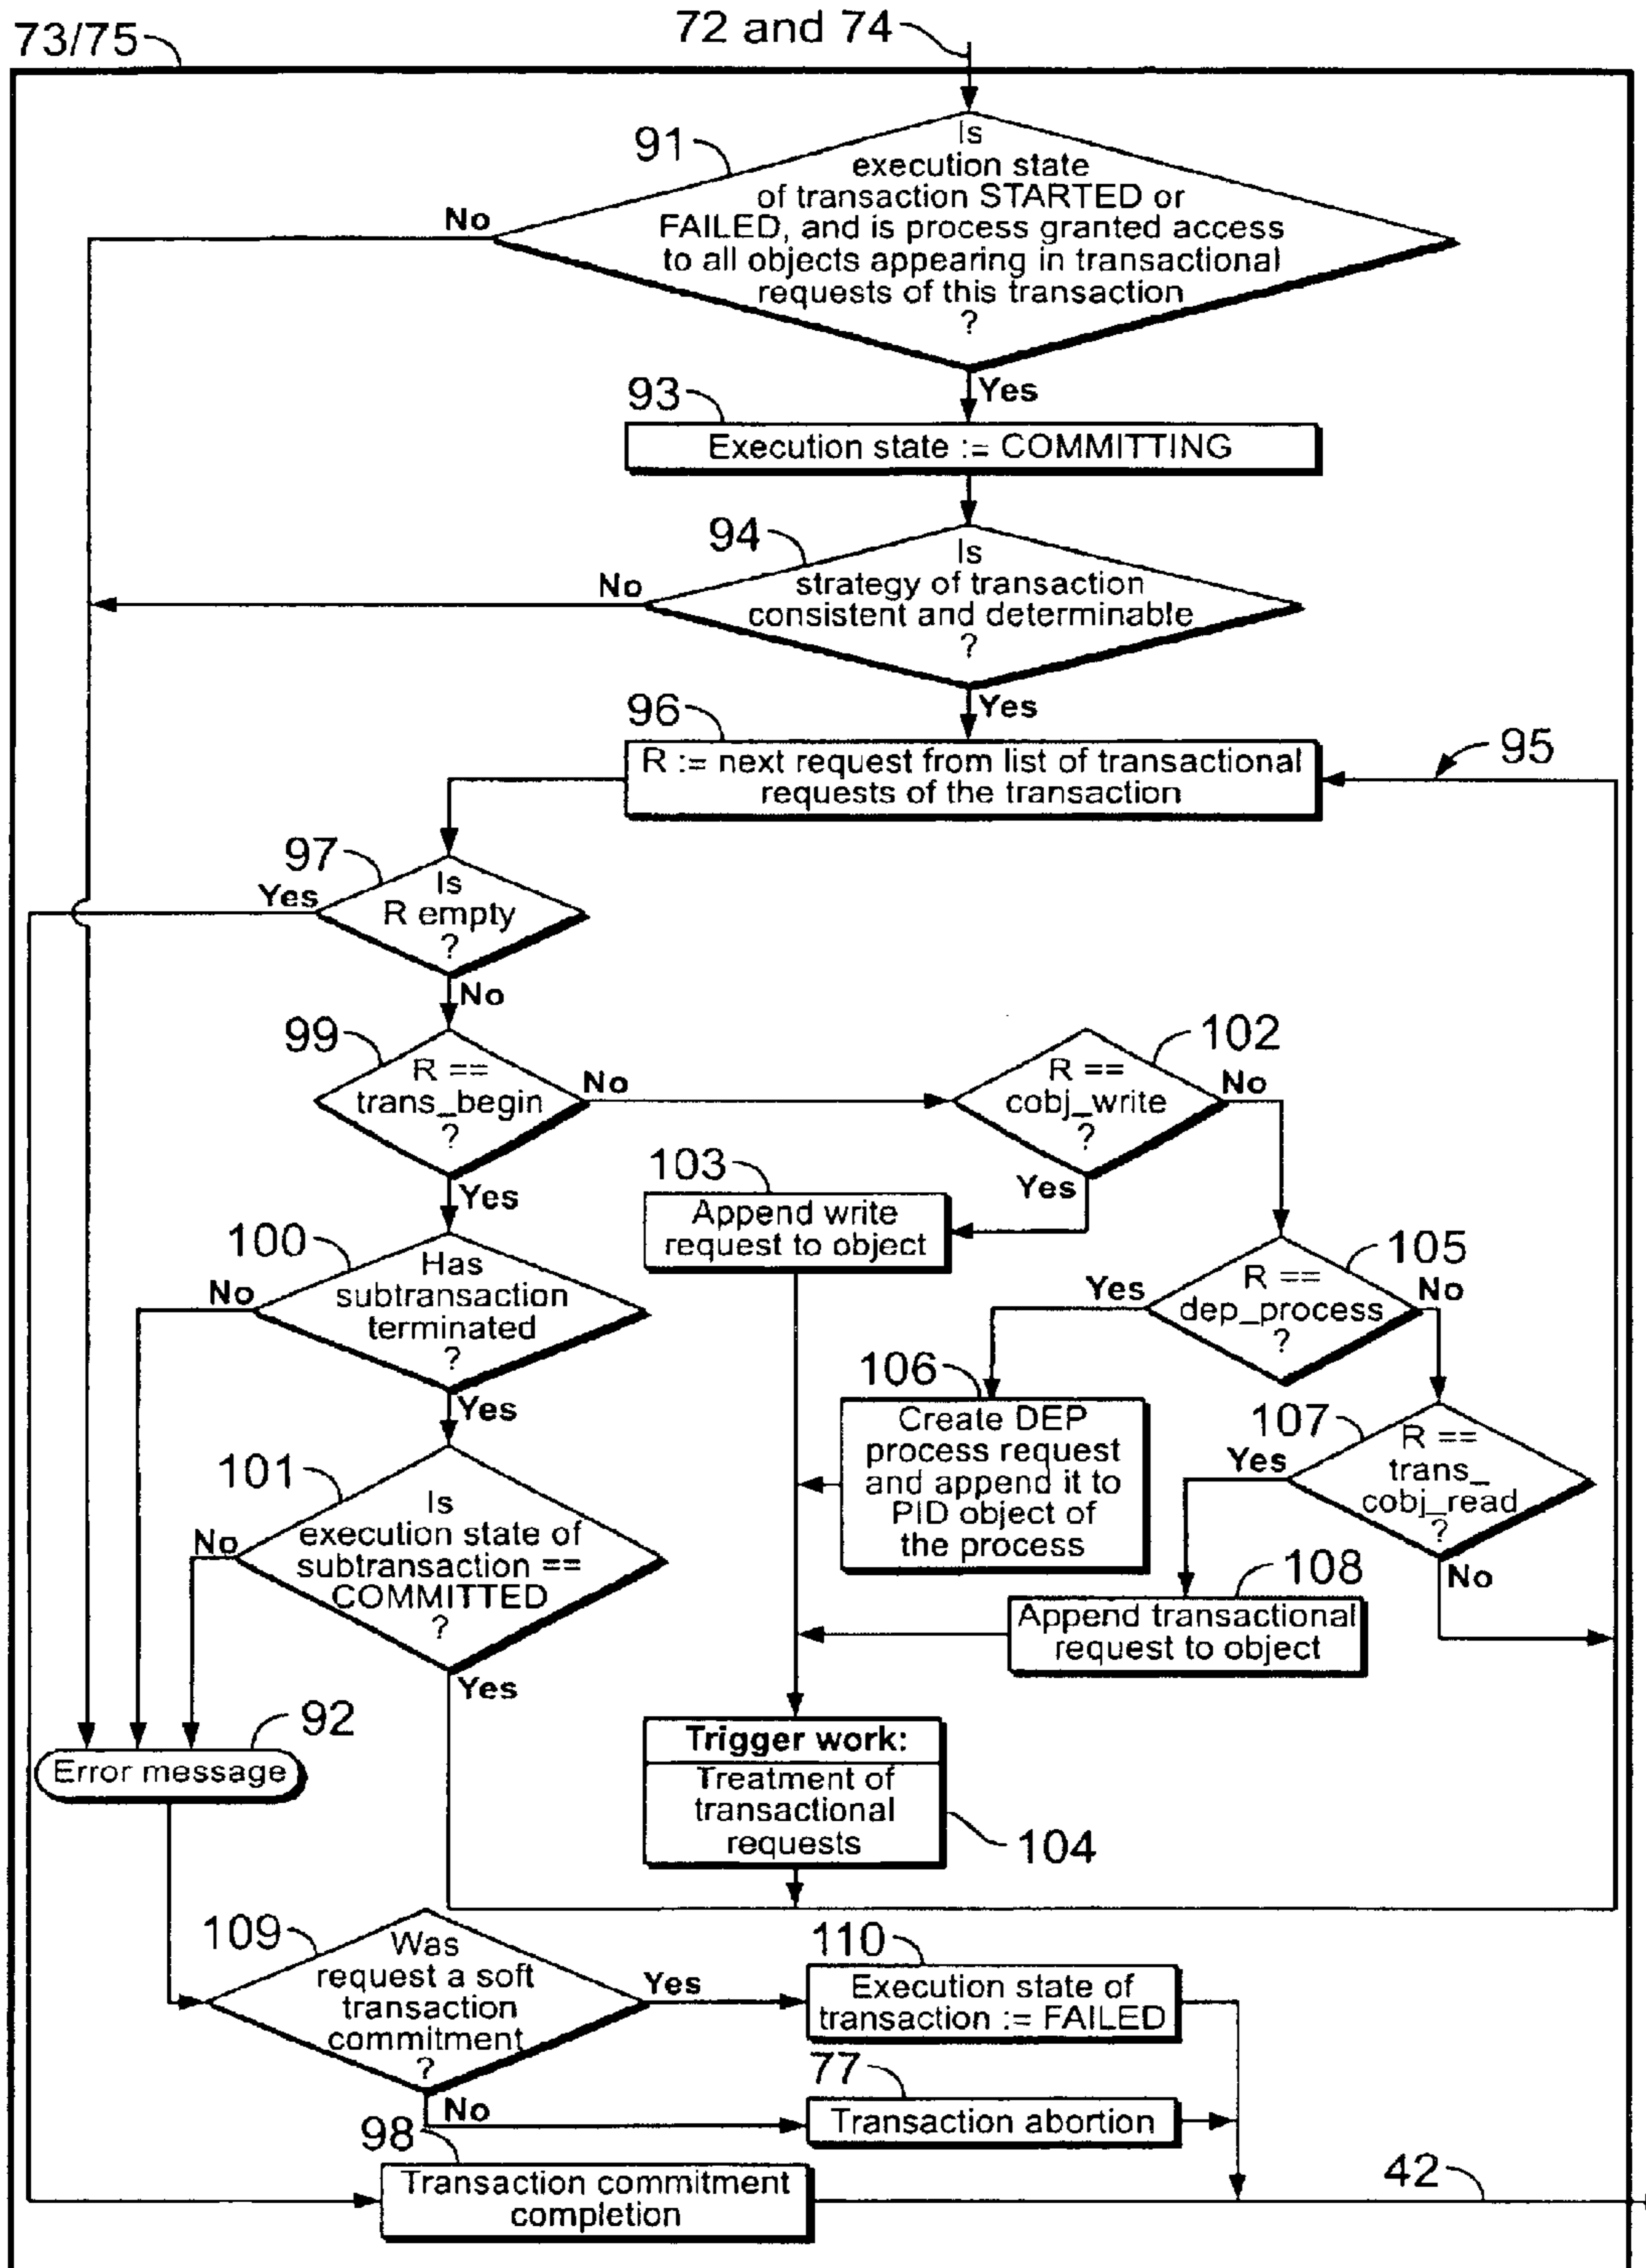 73/75
72 and 74
91
Is
execution state
of transaction STARTED or
FAILED, and is process granted access
to all objects appearing in transactional
requests of this transaction
?
No
Yes
93
Execution state := COMMITTING
94
Is
strategy of transaction
consistent and determinable
?
No
Yes
96
R := next request from list of transactional
requests of the transaction
95
97
Is
R empty
?
Yes
No
99
R ==
trans_begin
?
No
Yes
102
R ==
cobj_write
?
No
Yes
103
Append write
request to object
100
Has
subtransaction
terminated
?
No
Yes
105
R ==
dep_process
?
Yes
No
106
Create DEP
process request
and append it to
PID object of
the process
107
R ==
trans_
cobj_read
?
Yes
No
101
Is
execution state of
subtransaction ==
COMMITTED
?
No
Yes
108
Append transactional
request to object
92
Error message
Trigger work:
Treatment of
transactional
requests
104
109
Was
request a soft
transaction
commitment
?
Yes
No
110
Execution state of
transaction := FAILED
77
Transaction abortion
98
Transaction commitment
completion
42